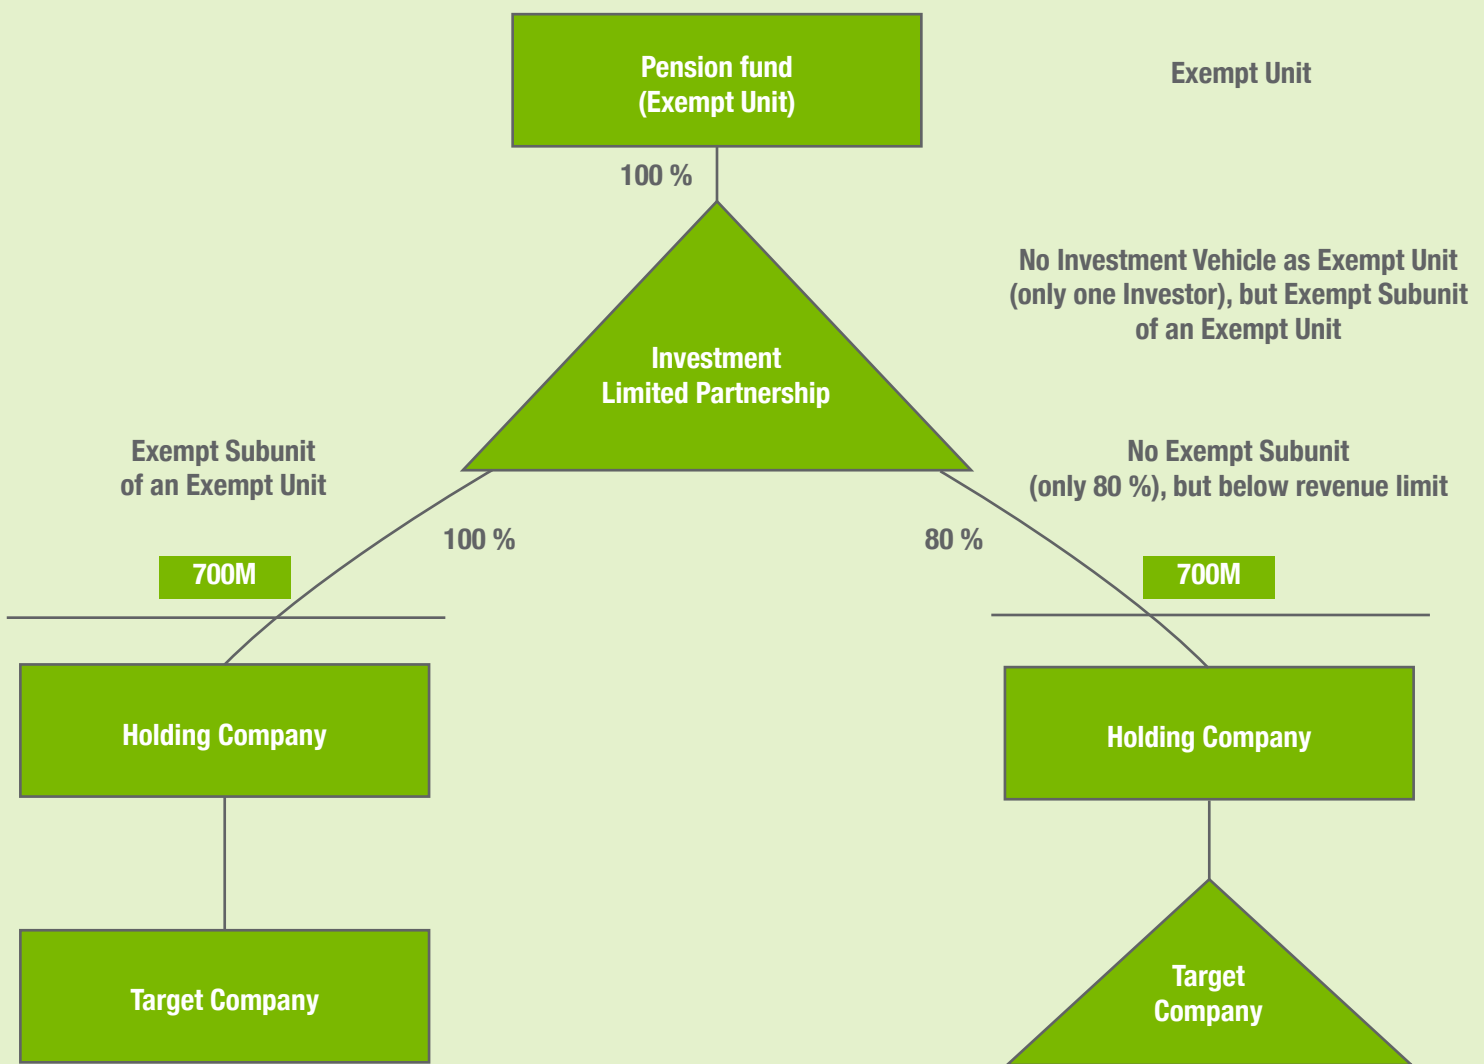 Pension fund
(Exempt Unit)
Exempt Unit
100 %
No Investment Vehicle as Exempt Unit
(only one Investor), but Exempt Subunit
of an Exempt Unit
Investment
Limited Partnership
Exempt Subunit
of an Exempt Unit
No Exempt Subunit
(only 80 %), but below revenue limit
100 %
80 %
700M
700M
Holding Company
Holding Company
Target Company
Target
Company